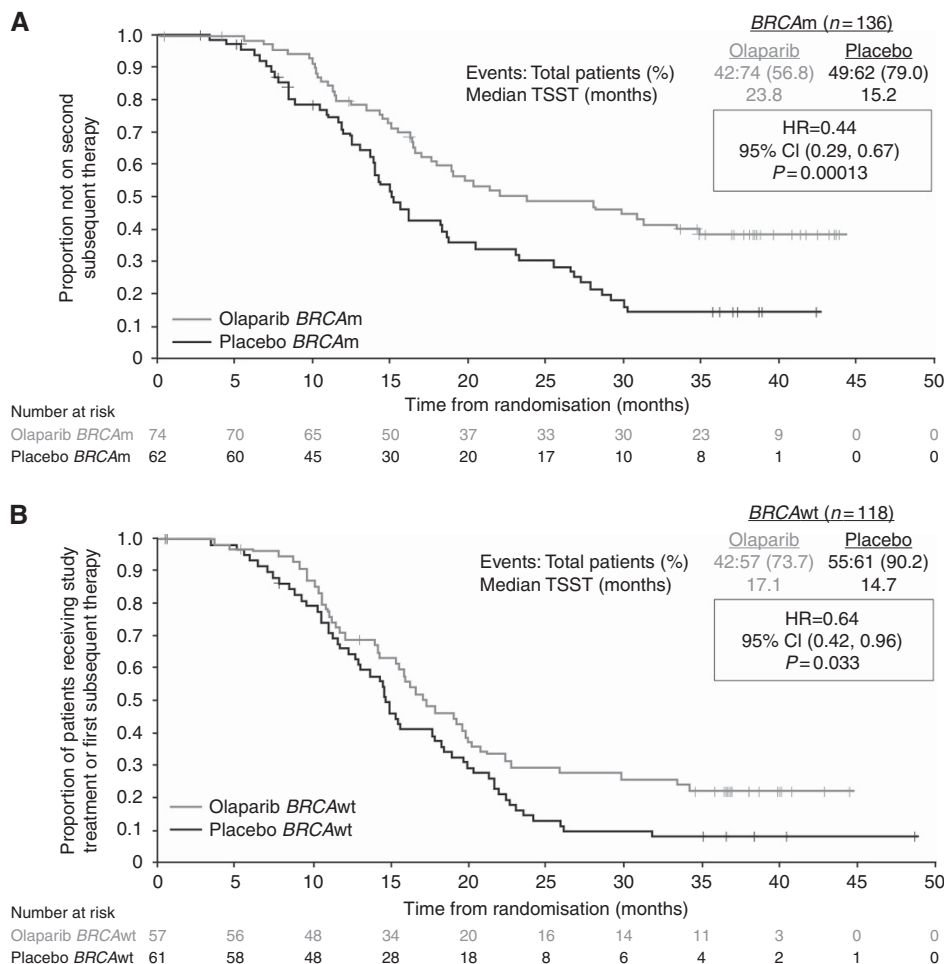 A
BRCAm (n=136)
Olaparib Placebo
Events: Total patients (%) 42:74 (56.8) 49:62 (79.0)
Median TSST (months) 23.8 15.2
HR=0.44
95% CI (0.29, 0.67)
P=0.00013
Proportion not on second
subsequent therapy
1.0
0.9
0.8
0.7
0.6
0.5
0.4
0.3
0.2
0.1
0
Olaparib BRCAm
Placebo BRCAm
0 5 10 15 20 25 30 35 40 45 50
Time from randomisation (months)
Number at risk
Olaparib BRCAm 74 70 65 50 37 33 30 23 9 0 0
Placebo BRCAm 62 60 45 30 20 17 10 8 1 0 0
B
BRCAwt (n=118)
Olaparib Placebo
Events: Total patients (%) 42:57 (73.7) 55:61 (90.2)
Median TSST (months) 17.1 14.7
HR=0.64
95% CI (0.42, 0.96)
P=0.033
Proportion of patients receiving study
treatment or first subsequent therapy
1.0
0.9
0.8
0.7
0.6
0.5
0.4
0.3
0.2
0.1
0
Olaparib BRCAwt
Placebo BRCAwt
0 5 10 15 20 25 30 35 40 45 50
Time from randomisation (months)
Number at risk
Olaparib BRCAwt 57 56 48 34 20 16 14 11 3 0 0
Placebo BRCAwt 61 58 48 28 18 8 6 4 2 1 0